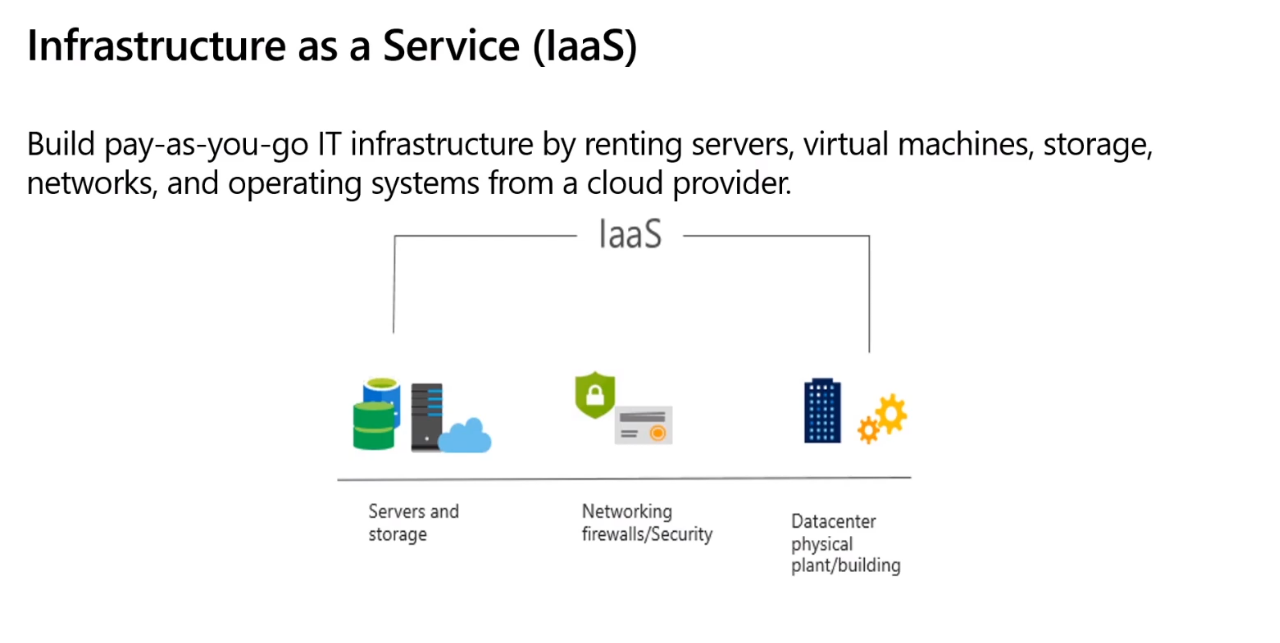 Infrastructure as a Service (IaaS)
Build pay-as-you-go IT infrastructure by renting servers, virtual machines, storage,
networks, and operating systems from a cloud provider.
IaaS
Servers and
storage
Networking
firewalls/Security
Datacenter
physical
plant/building